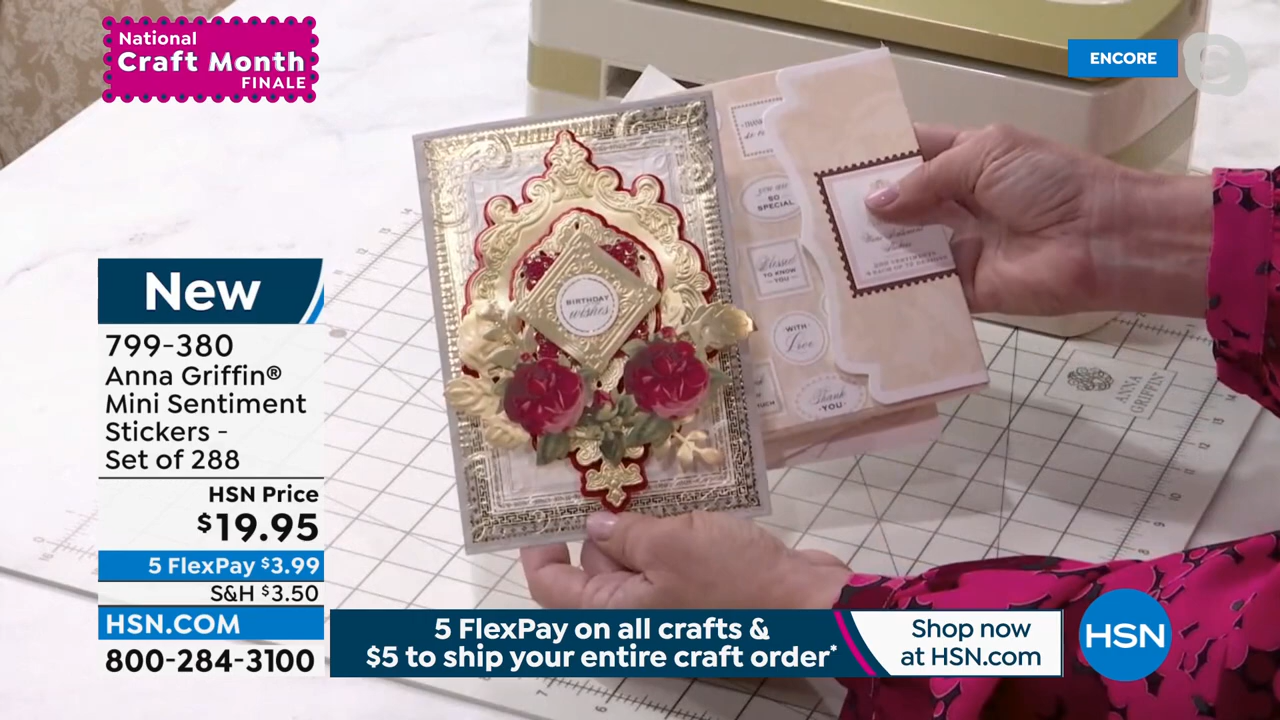 National
Craft Month
FINALE
ENCORE
New
799-380
Anna Griffin®
Mini Sentiment
Stickers -
Set of 288
HSN Price
$19.95
5 FlexPay $3.99
S&H $3.50
HSN.COM
800-284-3100
5 FlexPay on all crafts &
$5 to ship your entire craft order*
Shop now
at HSN.com
HSN
BIRTHDAY
wishes
you are
SO
SPECIAL
Blessed
TO KNOW
YOU
WITH
Love
Thank
YOU
ANNA
GRIFFIN